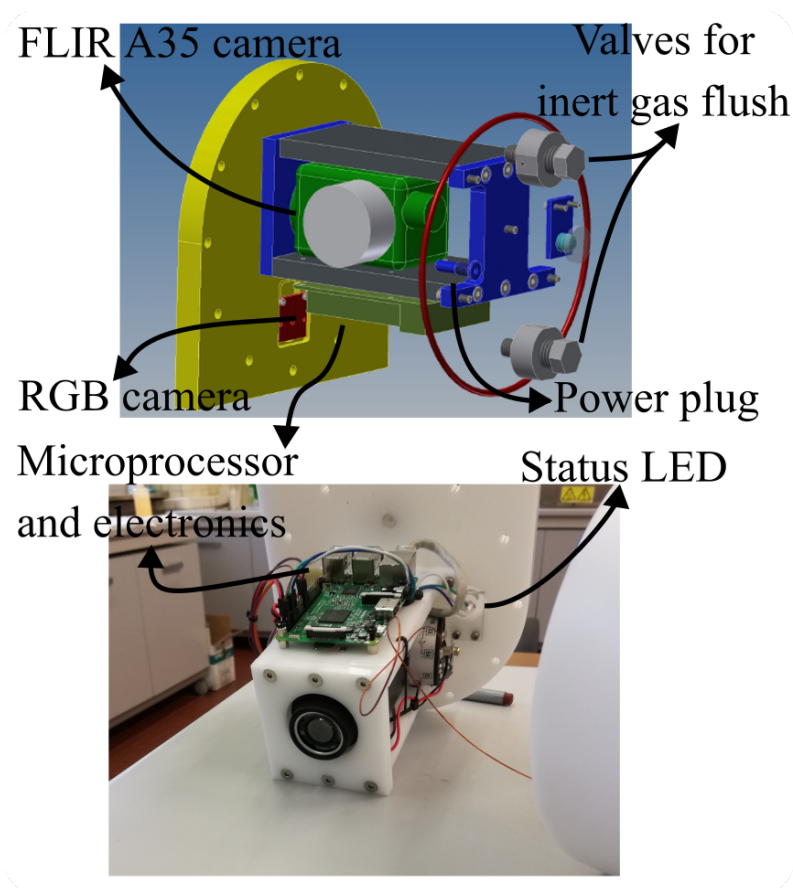 FLIR A35 camera
Valves for
inert gas flush
RGB camera
Power plug
Microprocessor
and electronics
Status LED